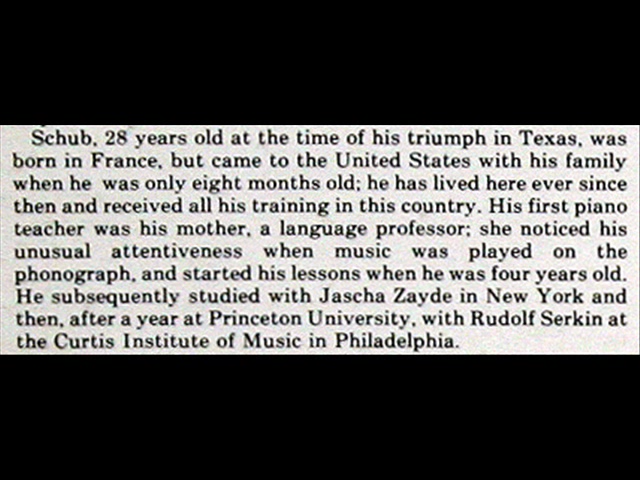 Schub, 28 years old at the time of his triumph in Texas, was
born in France, but came to the United States with his family
when he was only eight months old; he has lived here ever since
then and received all his training in this country. His first piano
teacher was his mother, a language professor; she noticed his
unusual attentiveness when music was played on the
phonograph, and started his lessons when he was four years old.
He subsequently studied with Jascha Zayde in New York and
then, after a year at Princeton University, with Rudolf Serkin at
the Curtis Institute of Music in Philadelphia.